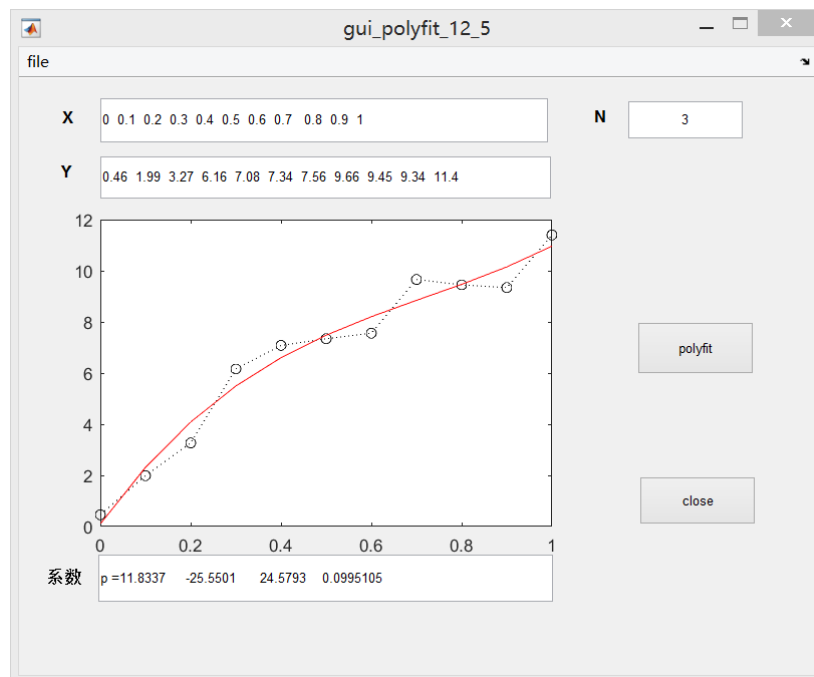 gui_polyfit_12_5
file
X 0 0.1 0.2 0.3 0.4 0.5 0.6 0.7 0.8 0.9 1 N 3
Y 0.46 1.99 3.27 6.16 7.08 7.34 7.56 9.66 9.45 9.34 11.4
12
10
8
6
4
2
0
0 0.2 0.4 0.6 0.8 1
polyfit
close
系数 p =11.8337 -25.5501 24.5793 0.0995105